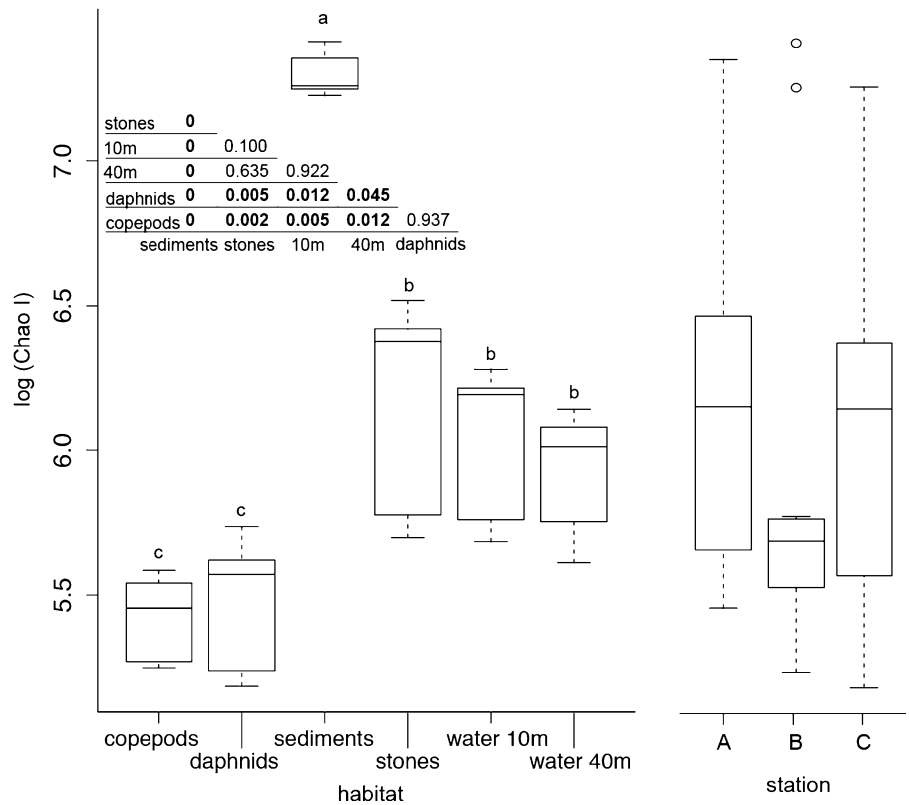 a
stones 0
10m 0 0.100
40m 0 0.635 0.922
daphnids 0 0.005 0.012 0.045
copepods 0 0.002 0.005 0.012 0.937
sediments stones 10m 40m daphnids
7.0
6.5
6.0
5.5
log (Chao I)
b
b
b
c
c
copepods sediments water 10m
daphnids stones water 40m
habitat
A B C
station